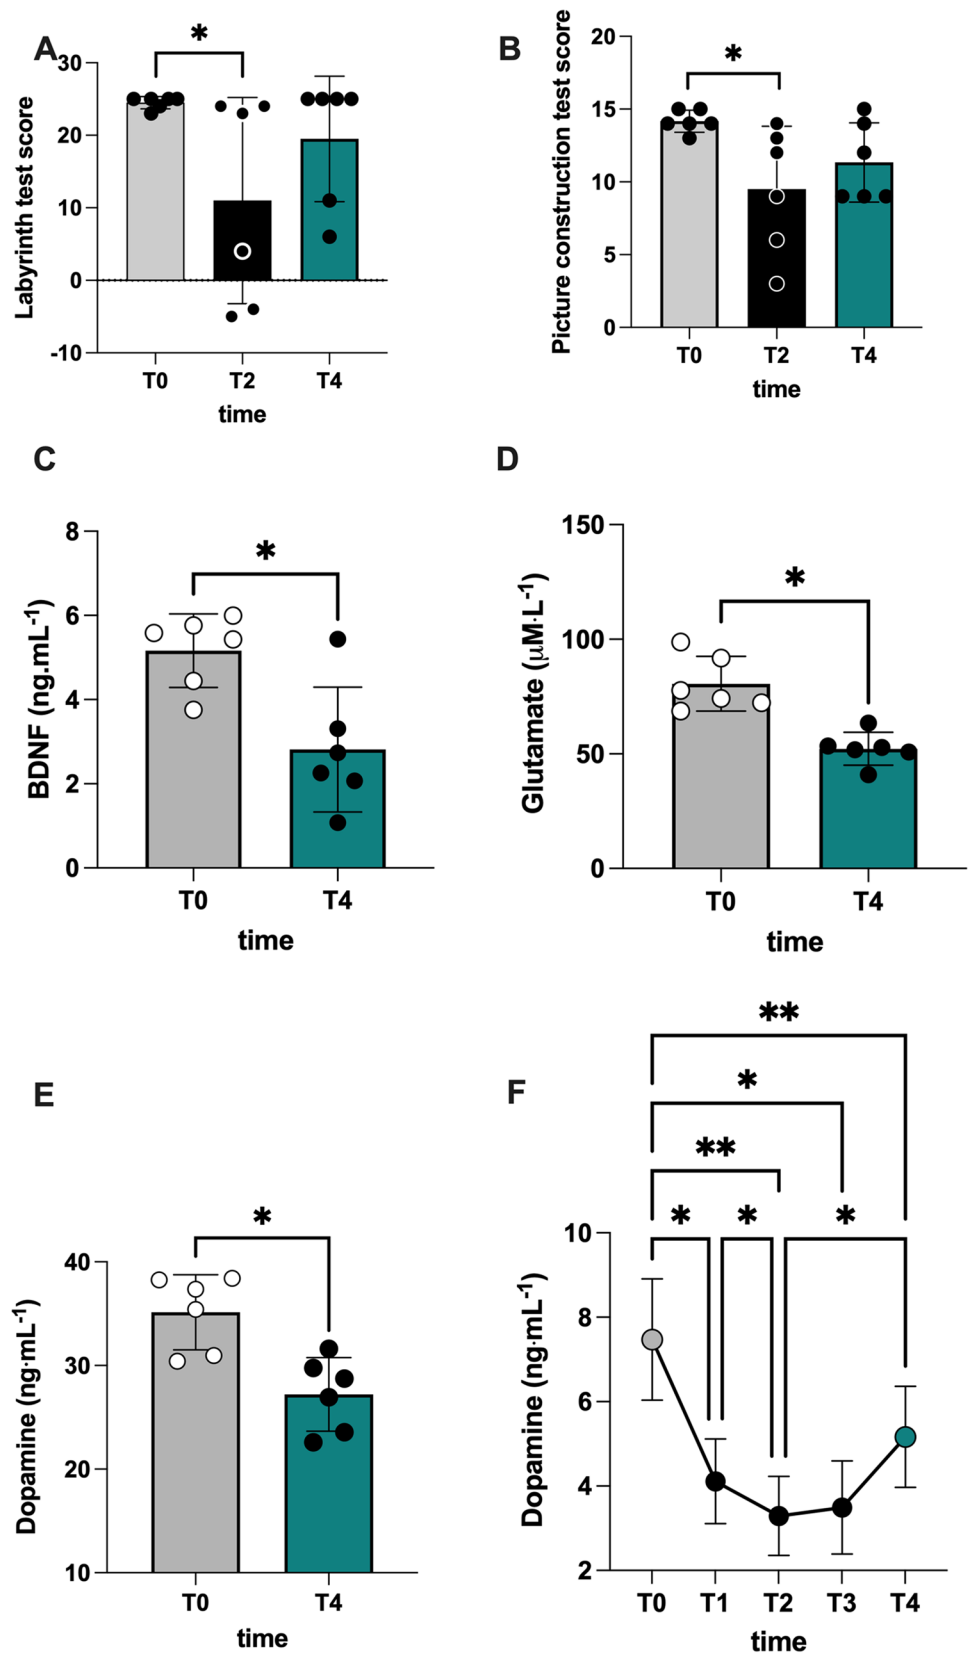 A
*
Labyrinth test score
30
20
10
0
-10
T0 T2 T4
time
B
*
Picture construction test score
20
15
10
5
0
T0 T2 T4
time
C
*
BDNF (ng.mL-1)
8
6
4
2
0
T0 T4
time
D
*
Glutamate (μM·L-1)
150
100
50
0
T0 T4
time
E
*
Dopamine (ng·mL-1)
40
30
20
10
T0 T4
time
F
**
*
**
* * *
Dopamine (ng·mL-1)
10
8
6
4
2
T0 T1 T2 T3 T4
time